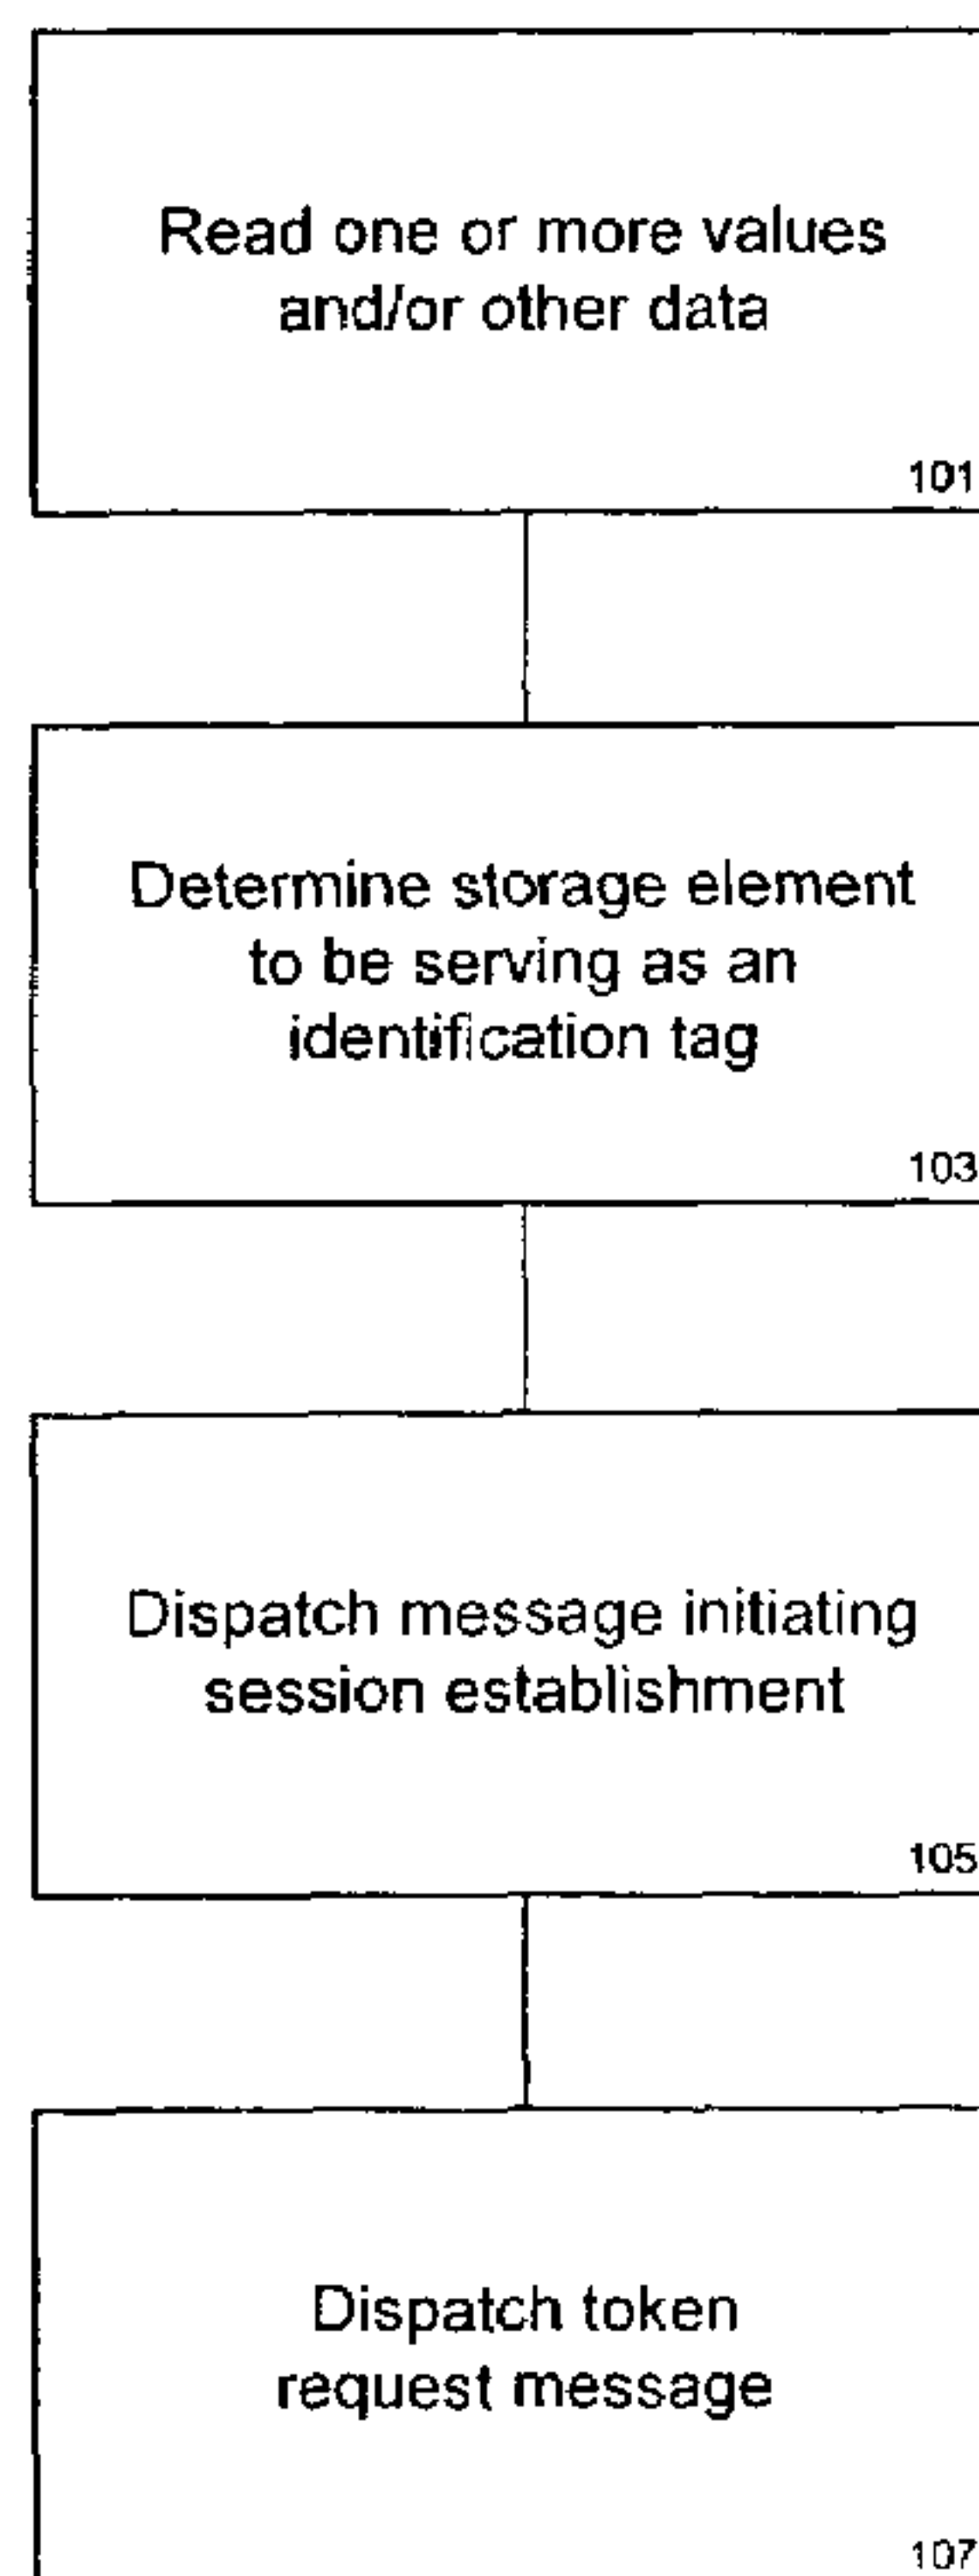 Read one or more values
and/or other data
101
Determine storage element
to be serving as an
identification tag
103
Dispatch message initiating
session establishment
105
Dispatch token
request message
107